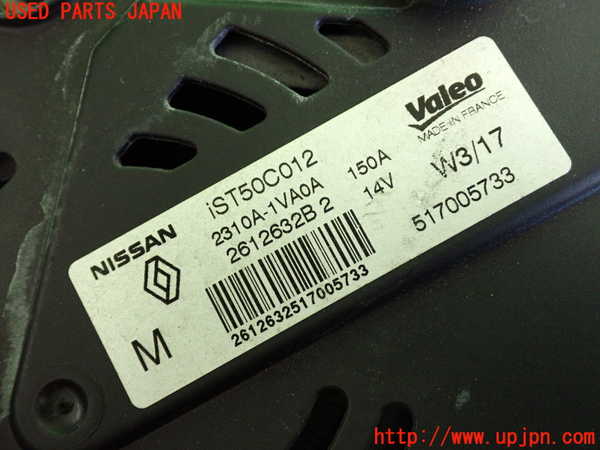 USED PARTS JAPAN
Valeo
MADE IN FRANCE
iST50C012
2310A-1VA0A 150A
2612632B 2 14V
W3/17
517005733
NISSAN
M
2612632517005733
http://www.upjpn.com